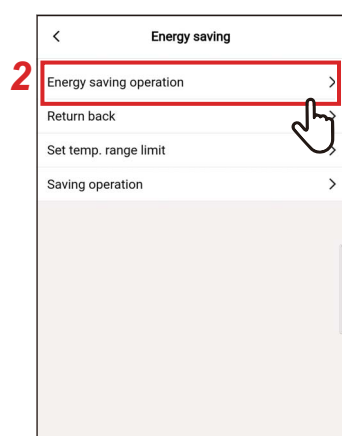 Energy saving
2
Energy saving operation
Return back
Set temp. range limit
Saving operation